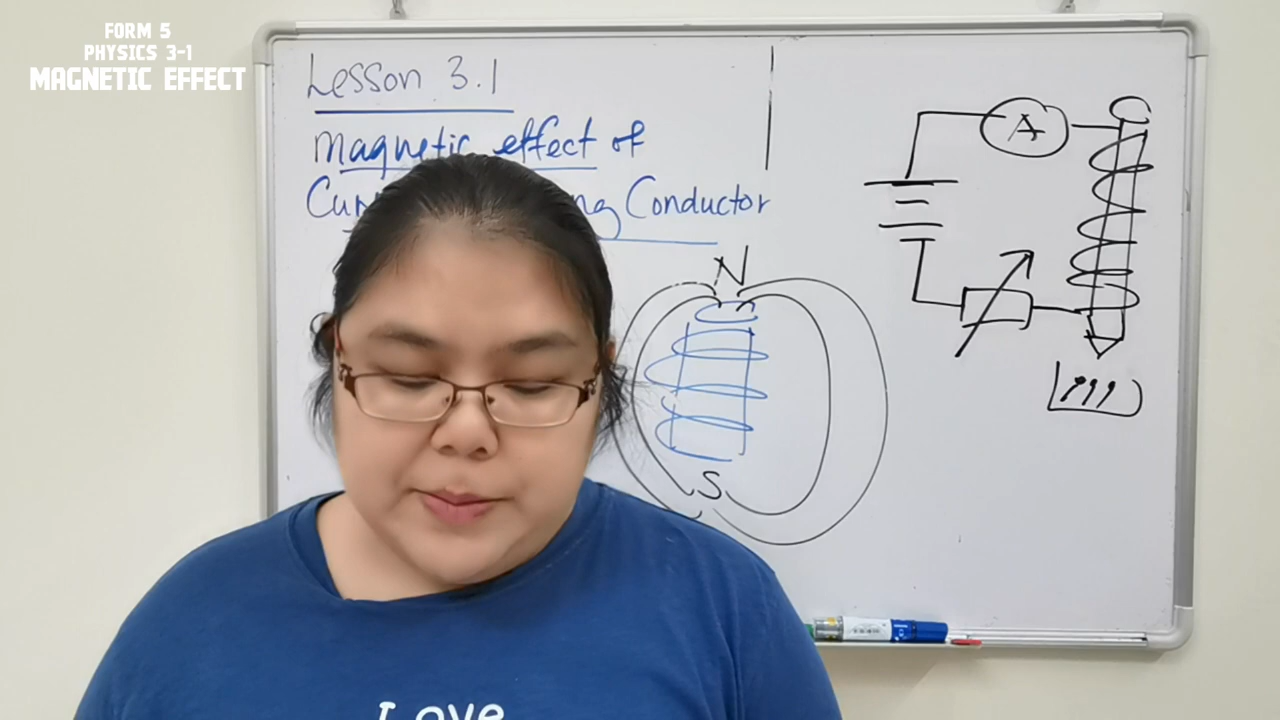 FORM 5
PHYSICS 3-1
MAGNETIC EFFECT
Lesson 3.1
Magnetic effect of
Conductor
N
S
A
Love